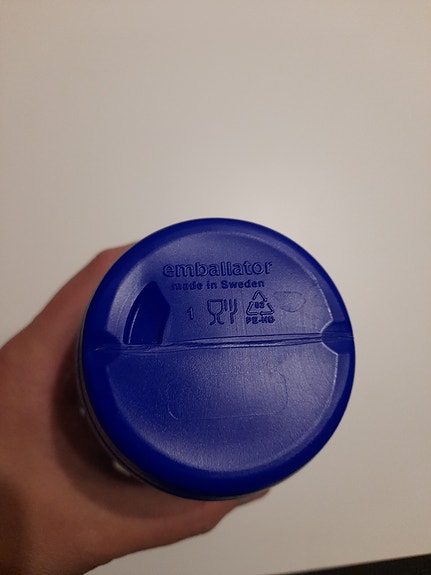 emballator
made in Sweden
1
02
PE-HD